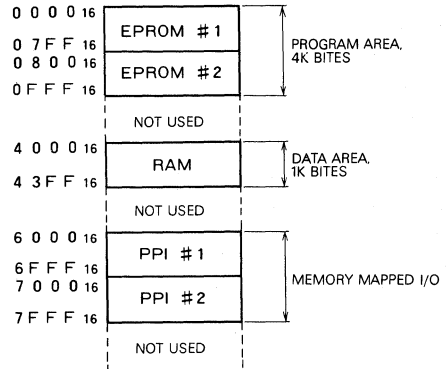 0 0 0 0 16
EPROM #1
0 7 F F 16
PROGRAM AREA,
4K BITES
0 8 0 0 16
EPROM #2
0 F F F 16
NOT USED
4 0 0 0 16
RAM
DATA AREA,
1K BITES
4 3 F F 16
NOT USED
6 0 0 0 16
PPI #1
6 F F F 16
MEMORY MAPPED I/O
7 0 0 0 16
PPI #2
7 F F F 16
NOT USED